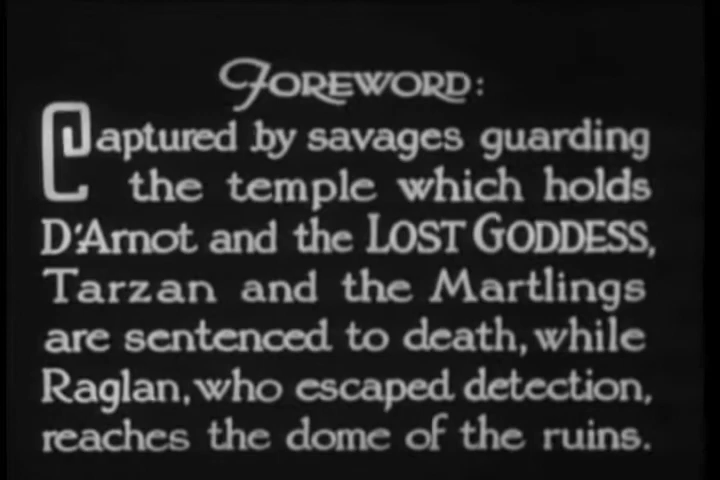 FOREWORD:
Captured by savages guarding
the temple which holds
D'Arnot and the LOST GODDESS,
Tarzan and the Martlings
are sentenced to death, while
Raglan, who escaped detection,
reaches the dome of the ruins.